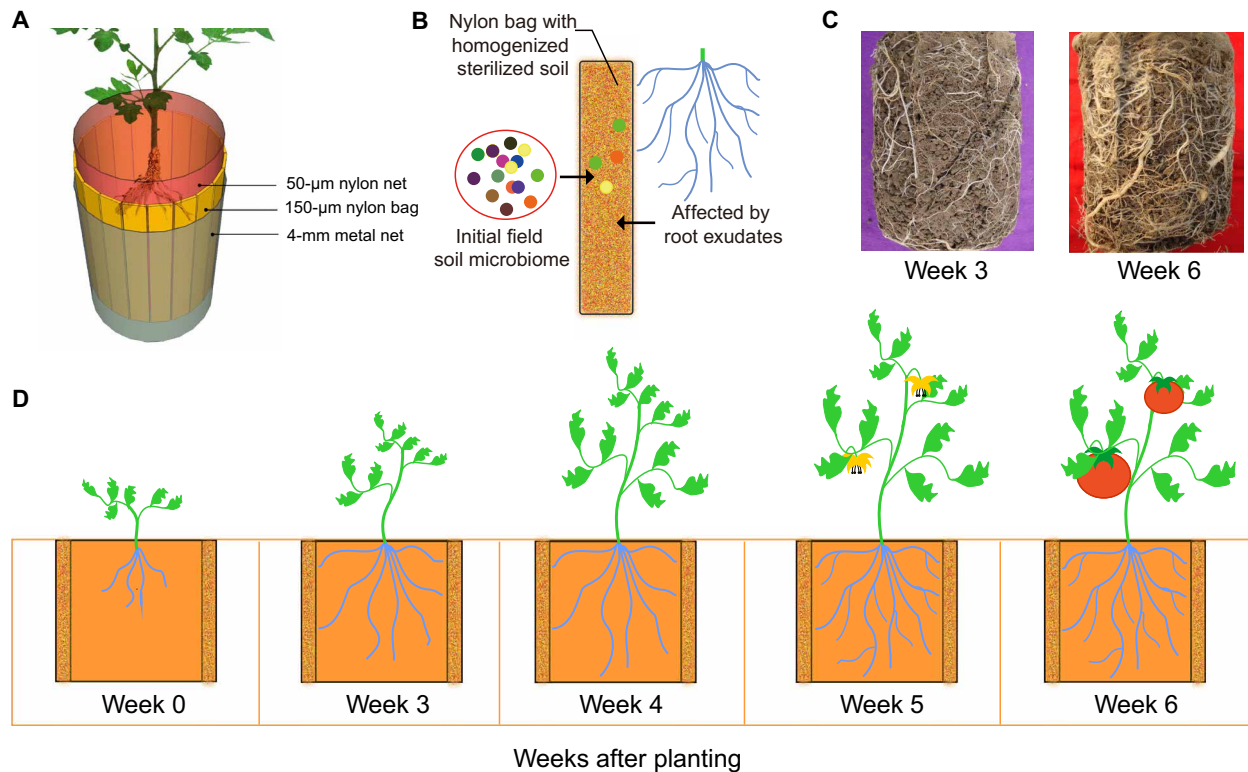 A
50-µm nylon net
150-µm nylon bag
4-mm metal net
B
Nylon bag with
homogenized
sterilized soil
Initial field
soil microbiome
Affected by
root exudates
C
Week 3
Week 6
D
Week 0
Week 3
Week 4
Week 5
Week 6
Weeks after planting